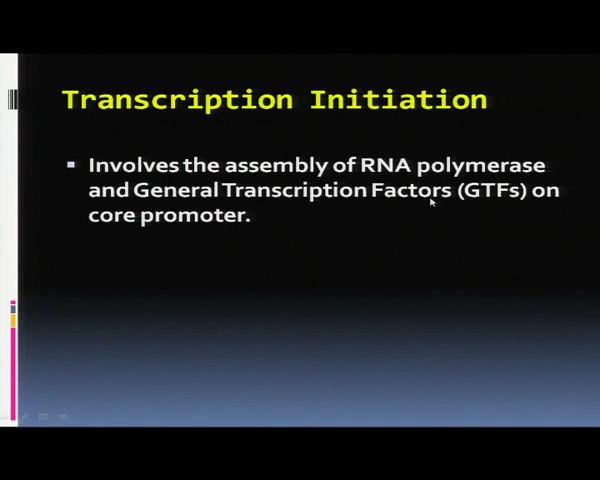 Transcription Initiation
Involves the assembly of RNA polymerase
and General Transcription Factors (GTFs) on
core promoter.